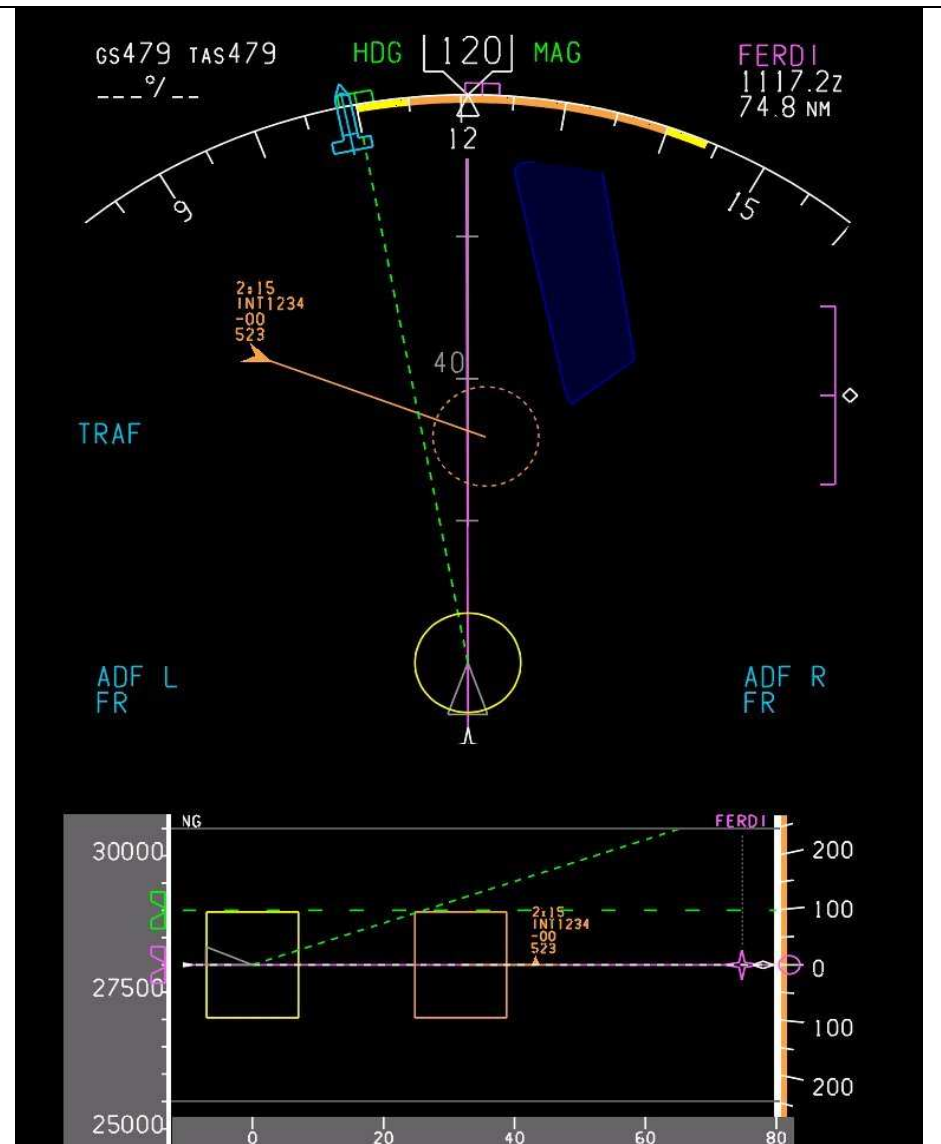 GS479 TAS479
___°/__
HDG 120 MAG
FERDI
1117.2z
74.8 NM
12
9
15
2:15
INT1234
-00
523
40
TRAF
ADF L
FR
ADF R
FR
NG
FERDI
30000
27500
25000
2:15
INT1234
-00
523
200
100
0
100
200
0 20 40 60 80